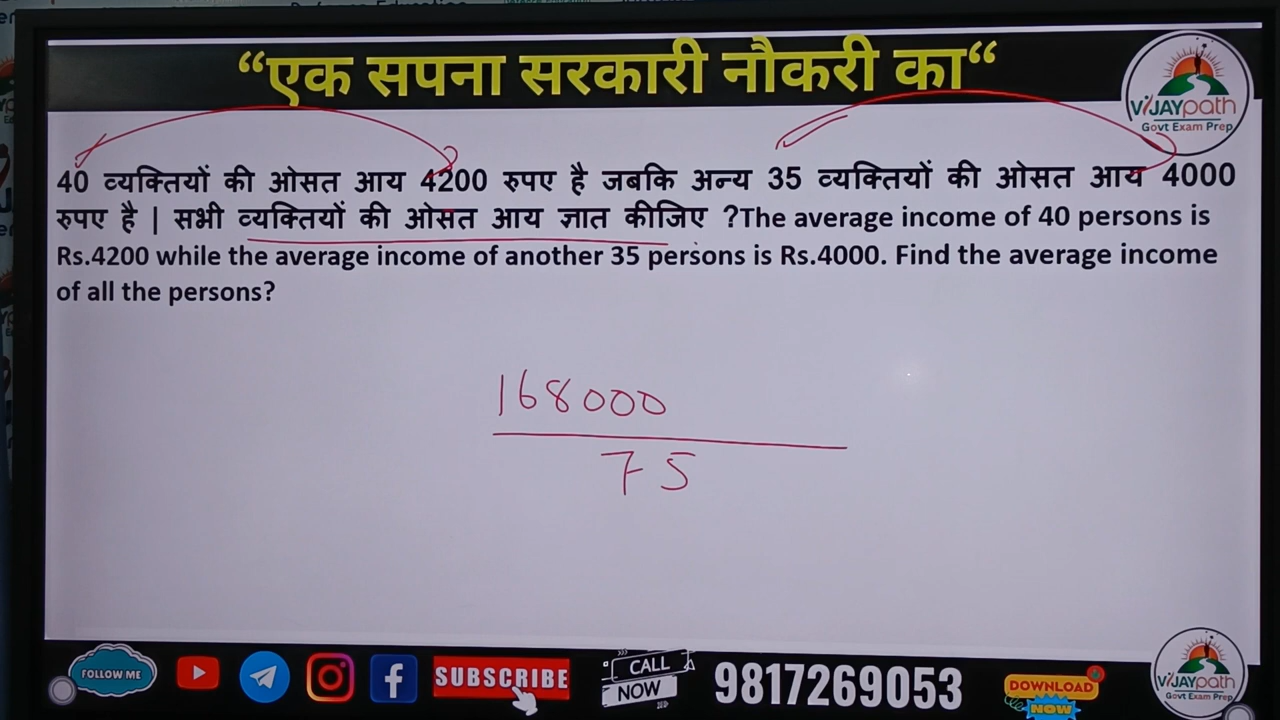 “एक सपना सरकारी नौकरी का“
VIJAYpath
Govt Exam Prep
40 व्यक्तियों की ओसत आय 4200 रुपए है जबकि अन्य 35 व्यक्तियों की ओसत आय 4000
रुपए है | सभी व्यक्तियों की ओसत आय ज्ञात कीजिए ?The average income of 40 persons is
Rs.4200 while the average income of another 35 persons is Rs.4000. Find the average income
of all the persons?
168000
75
FOLLOW ME
SUBSCRIBE
CALL
NOW
9817269053
DOWNLOAD
NOW
VIJAYpath
Govt Exam Prep